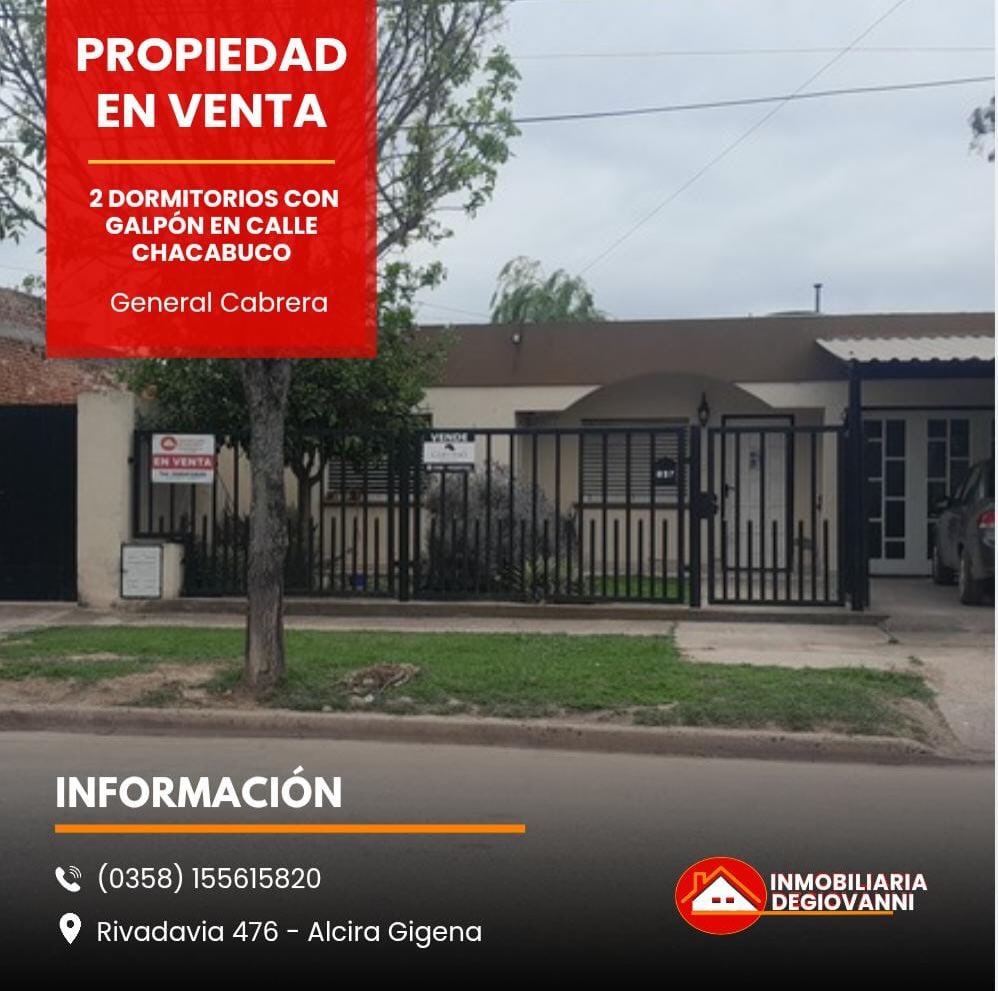 PROPIEDAD
EN VENTA
2 DORMITORIOS CON
GALPÓN EN CALLE
CHACABUCO
General Cabrera
EN VENTA
VENDE
INFORMACIÓN
(0358) 155615820
Rivadavia 476 - Alcira Gigena
INMOBILIARIA
DEGIOVANNI